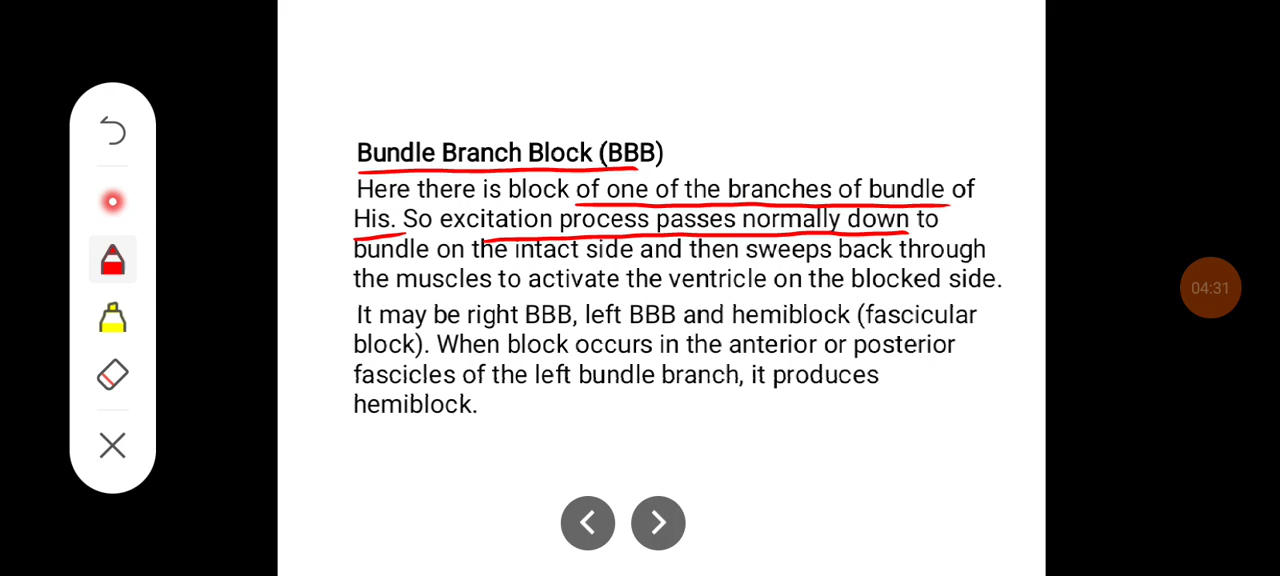 Bundle Branch Block (BBB)
Here there is block of one of the branches of bundle of
His. So excitation process passes normally down to
bundle on the intact side and then sweeps back through
the muscles to activate the ventricle on the blocked side.
It may be right BBB, left BBB and hemiblock (fascicular
block). When block occurs in the anterior or posterior
fascicles of the left bundle branch, it produces
hemiblock.
04:31